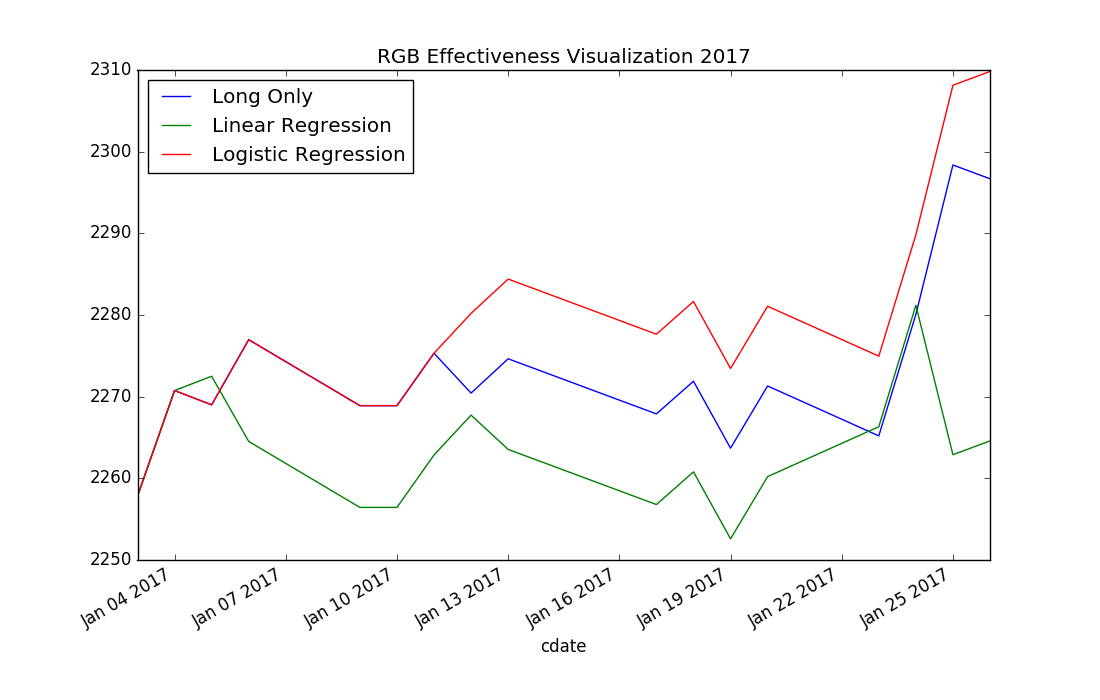 RGB Effectiveness Visualization 2017
2310
2300
2290
2280
2270
2260
2250
Long Only
Linear Regression
Logistic Regression
Jan 04 2017
Jan 07 2017
Jan 10 2017
Jan 13 2017
Jan 16 2017
Jan 19 2017
Jan 22 2017
Jan 25 2017
cdate